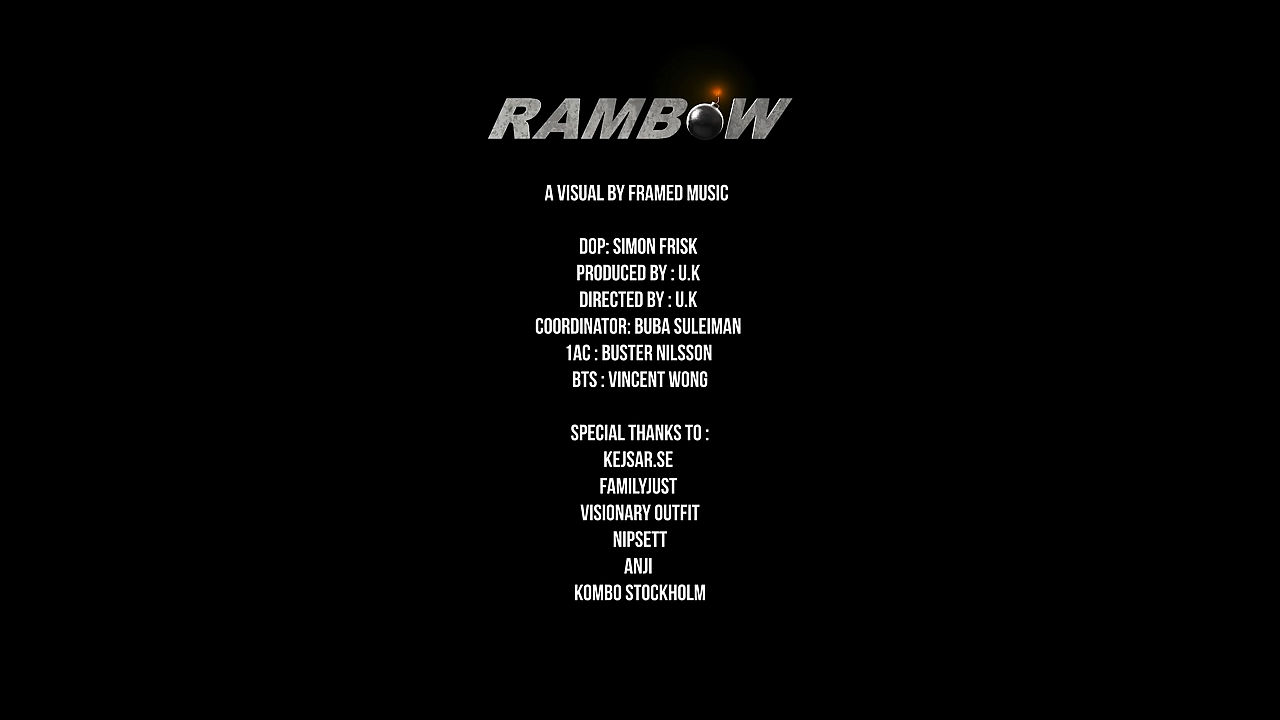 RAMBOW
A VISUAL BY FRAMED MUSIC
DOP: SIMON FRISK
PRODUCED BY : U.K
DIRECTED BY : U.K
COORDINATOR: BUBA SULEIMAN
1AC : BUSTER NILSSON
BTS : VINCENT WONG
SPECIAL THANKS TO :
KEJSAR.SE
FAMILYJUST
VISIONARY OUTFIT
NIPSETT
ANJI
KOMBO STOCKHOLM